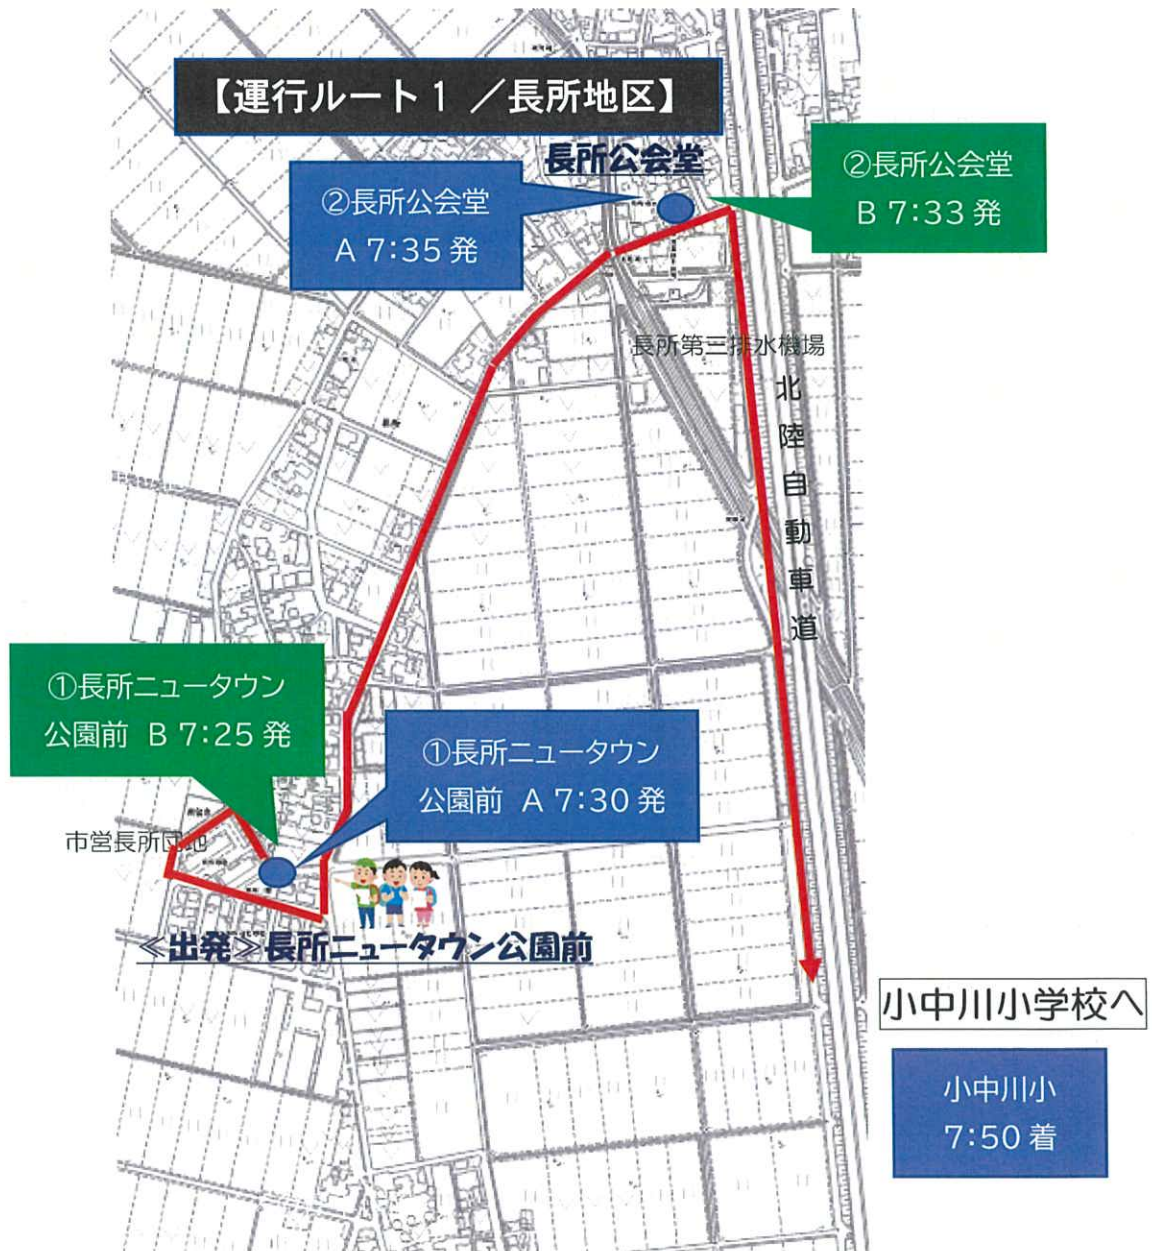 【運行ルート1 ／長所地区】
長所公会堂
②長所公会堂
A 7:35 発
②長所公会堂
B 7:33 発
長所第三排水機場
北陸自動車道
①長所ニュータウン
公園前 B 7:25 発
①長所ニュータウン
公園前 A 7:30 発
市営長所団地
≪出発≫長所ニュータウン公園前
小中川小学校へ
小中川小
7:50 着